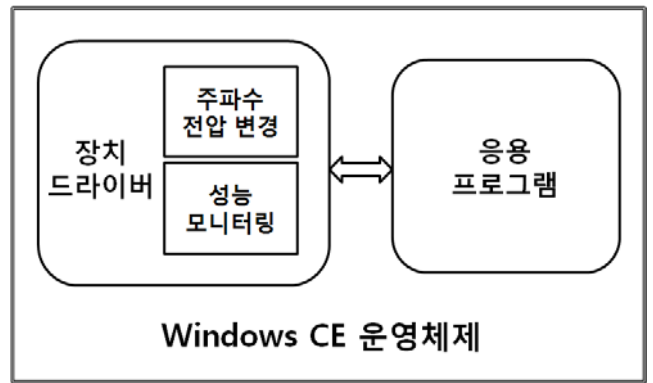 장치
드라이버
주파수
전압 변경
성능
모니터링
응용
프로그램
Windows CE 운영체제